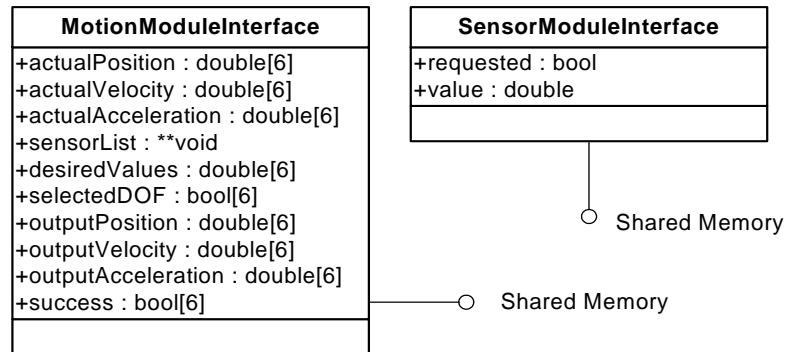 MotionModuleInterface
+actualPosition : double[6]
+actualVelocity : double[6]
+actualAcceleration : double[6]
+sensorList : **void
+desiredValues : double[6]
+selectedDOF : bool[6]
+outputPosition : double[6]
+outputVelocity : double[6]
+outputAcceleration : double[6]
+success : bool[6]
Shared Memory
SensorModuleInterface
+requested : bool
+value : double
Shared Memory